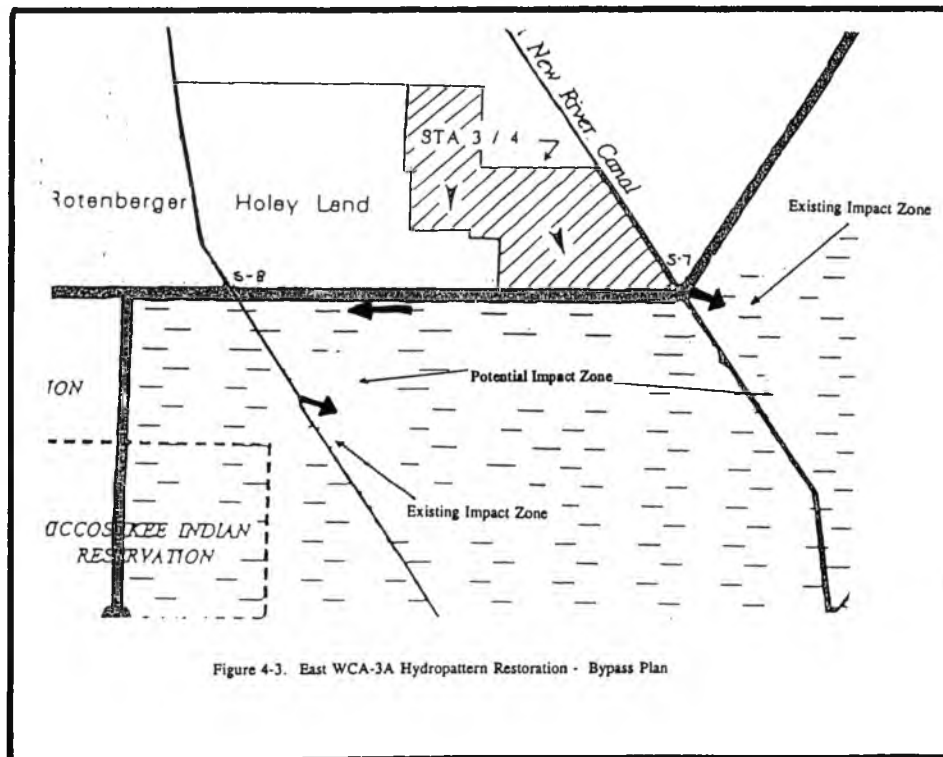 New River Canal
STA 3 / 4
Rotenberger
Holey Land
Existing Impact Zone
S-7
S-8
Potential Impact Zone
ION
Existing Impact Zone
CCOSUKEE INDIAN
RESERVATION
Figure 4-3. East WCA-3A Hydropattern Restoration - Bypass Plan